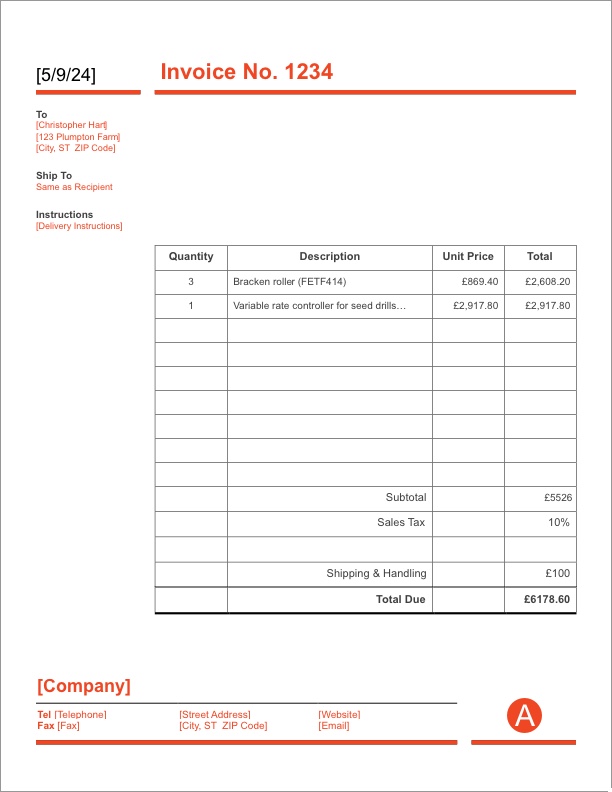 [5/9/24]
Invoice No. 1234
To
[Christopher Hart]
[123 Plumpton Farm]
[City, ST  ZIP Code]
Ship To
Same as Recipient
Instructions
[Delivery Instructions]
Quantity Description Unit Price Total
3 Bracken roller (FETF414) £869.40 £2,608.20
1 Variable rate controller for seed drills… £2,917.80 £2,917.80
Subtotal £5526
Sales Tax 10%
Shipping & Handling £100
Total Due £6178.60
[Company]
Tel [Telephone] [Street Address] [Website]
Fax [Fax] [City, ST  ZIP Code] [Email]
A